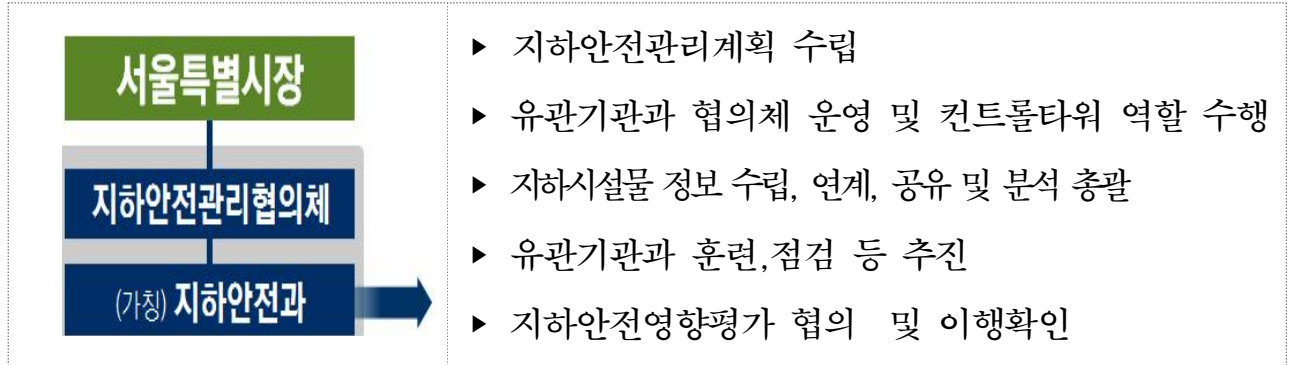 서울특별시장
지하안전관리협의체
(가칭) 지하안전과
▶ 지하안전관리계획 수립
▶ 유관기관과 협의체 운영 및 컨트롤타워 역할 수행
▶ 지하시설물 정보 수립, 연계, 공유 및 분석 총괄
▶ 유관기관과 훈련,점검 등 추진
▶ 지하안전영향평가 협의 및 이행확인